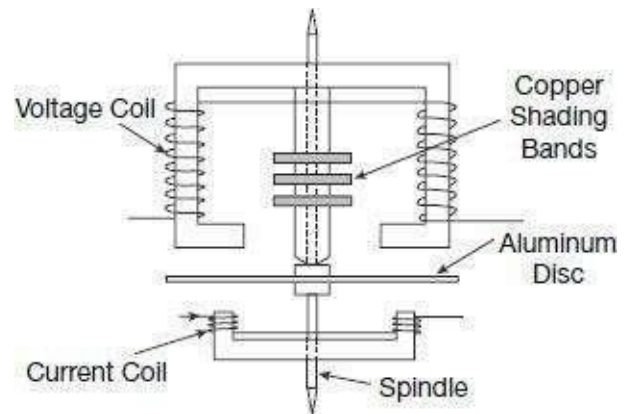 Voltage Coil
Copper
Shading
Bands
Aluminum
Disc
Current Coil
Spindle